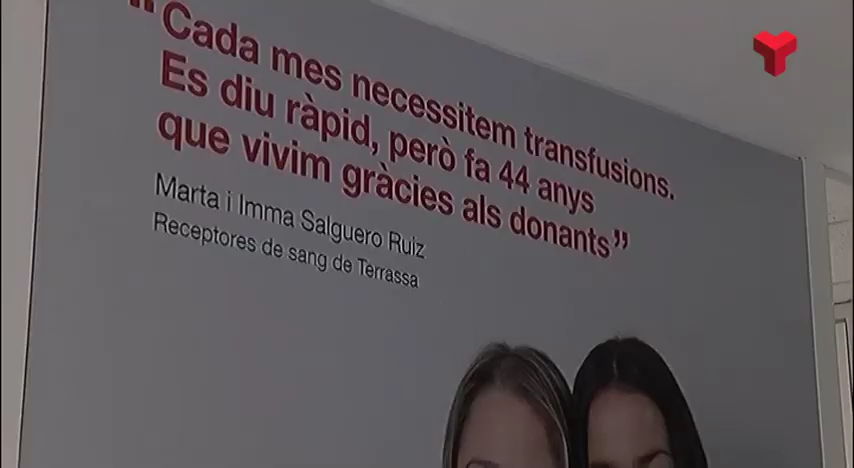 "Cada mes necessitem transfusions.
Es diu ràpid, però fa 44 anys
que vivim gràcies als donants"
Marta i Imma Salguero Ruiz
Receptores de sang de Terrassa